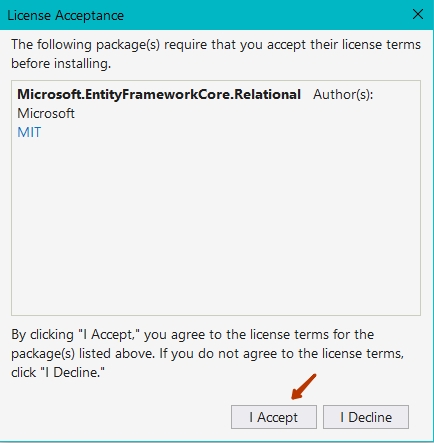 License Acceptance
The following package(s) require that you accept their license terms
before installing.
Microsoft.EntityFrameworkCore.Relational Author(s):
Microsoft
MIT
By clicking "I Accept," you agree to the license terms for the
package(s) listed above. If you do not agree to the license terms,
click "I Decline."
I Accept I Decline